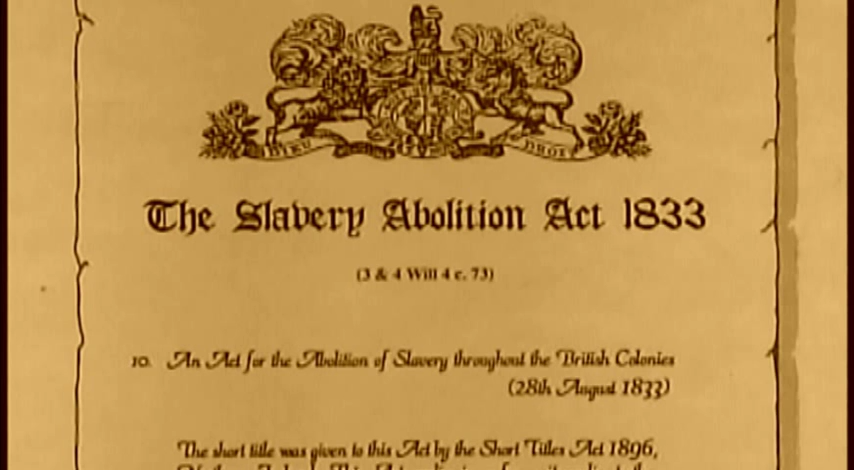 DIEU DROIT
The Slavery Abolition Act 1833
(3 & 4 Will 4 c. 73)
10. An Act for the Abolition of Slavery throughout the British Colonies
(28th August 1833)
The short title was given to this Act by the Short Titles Act 1896,